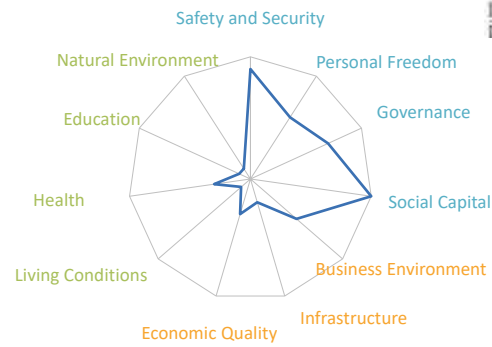 Safety and Security
Natural Environment
Personal Freedom
Education
Governance
Health
Social Capital
Living Conditions
Business Environment
Economic Quality
Infrastructure